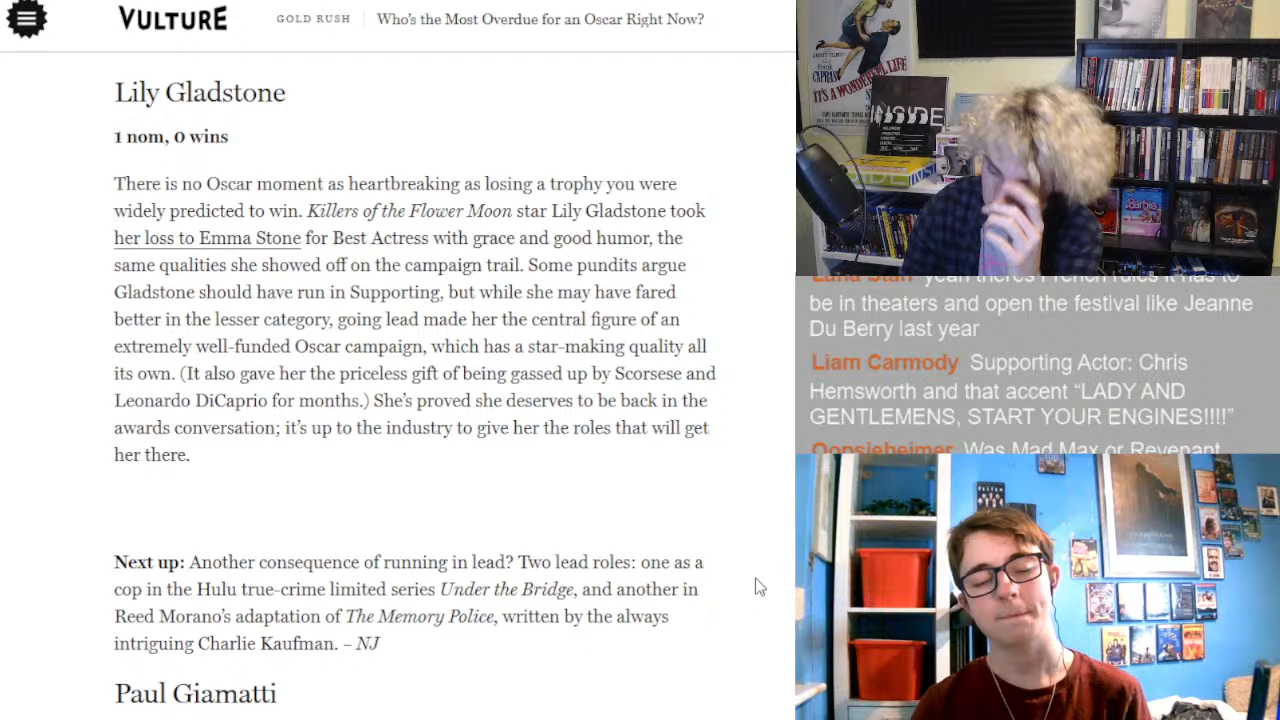 VULTURE GOLD RUSH Who's the Most Overdue for an Oscar Right Now?
Lily Gladstone
1 nom, 0 wins
There is no Oscar moment as heartbreaking as losing a trophy you were
widely predicted to win. Killers of the Flower Moon star Lily Gladstone took
her loss to Emma Stone for Best Actress with grace and good humor, the
same qualities she showed off on the campaign trail. Some pundits argue
Gladstone should have run in Supporting, but while she may have fared
better in the lesser category, going lead made her the central figure of an
extremely well-funded Oscar campaign, which has a star-making quality all
its own. (It also gave her the priceless gift of being gassed up by Scorsese and
Leonardo DiCaprio for months.) She's proved she deserves to be back in the
awards conversation; it's up to the industry to give her the roles that will get
her there.
Next up: Another consequence of running in lead? Two lead roles: one as a
cop in the Hulu true-crime limited series Under the Bridge, and another in
Reed Morano's adaptation of The Memory Police, written by the always
intriguing Charlie Kaufman. – NJ
Paul Giamatti
IT'S A WONDERFUL LIFE
INSIDE
Barbie
be in theaters and open the festival like Jeanne
Du Berry last year
Liam Carmody Supporting Actor: Chris
Hemsworth and that accent “LADY AND
GENTLEMENS, START YOUR ENGINES!!!!”
Oopsieheimer Was Mad Max or Revenant